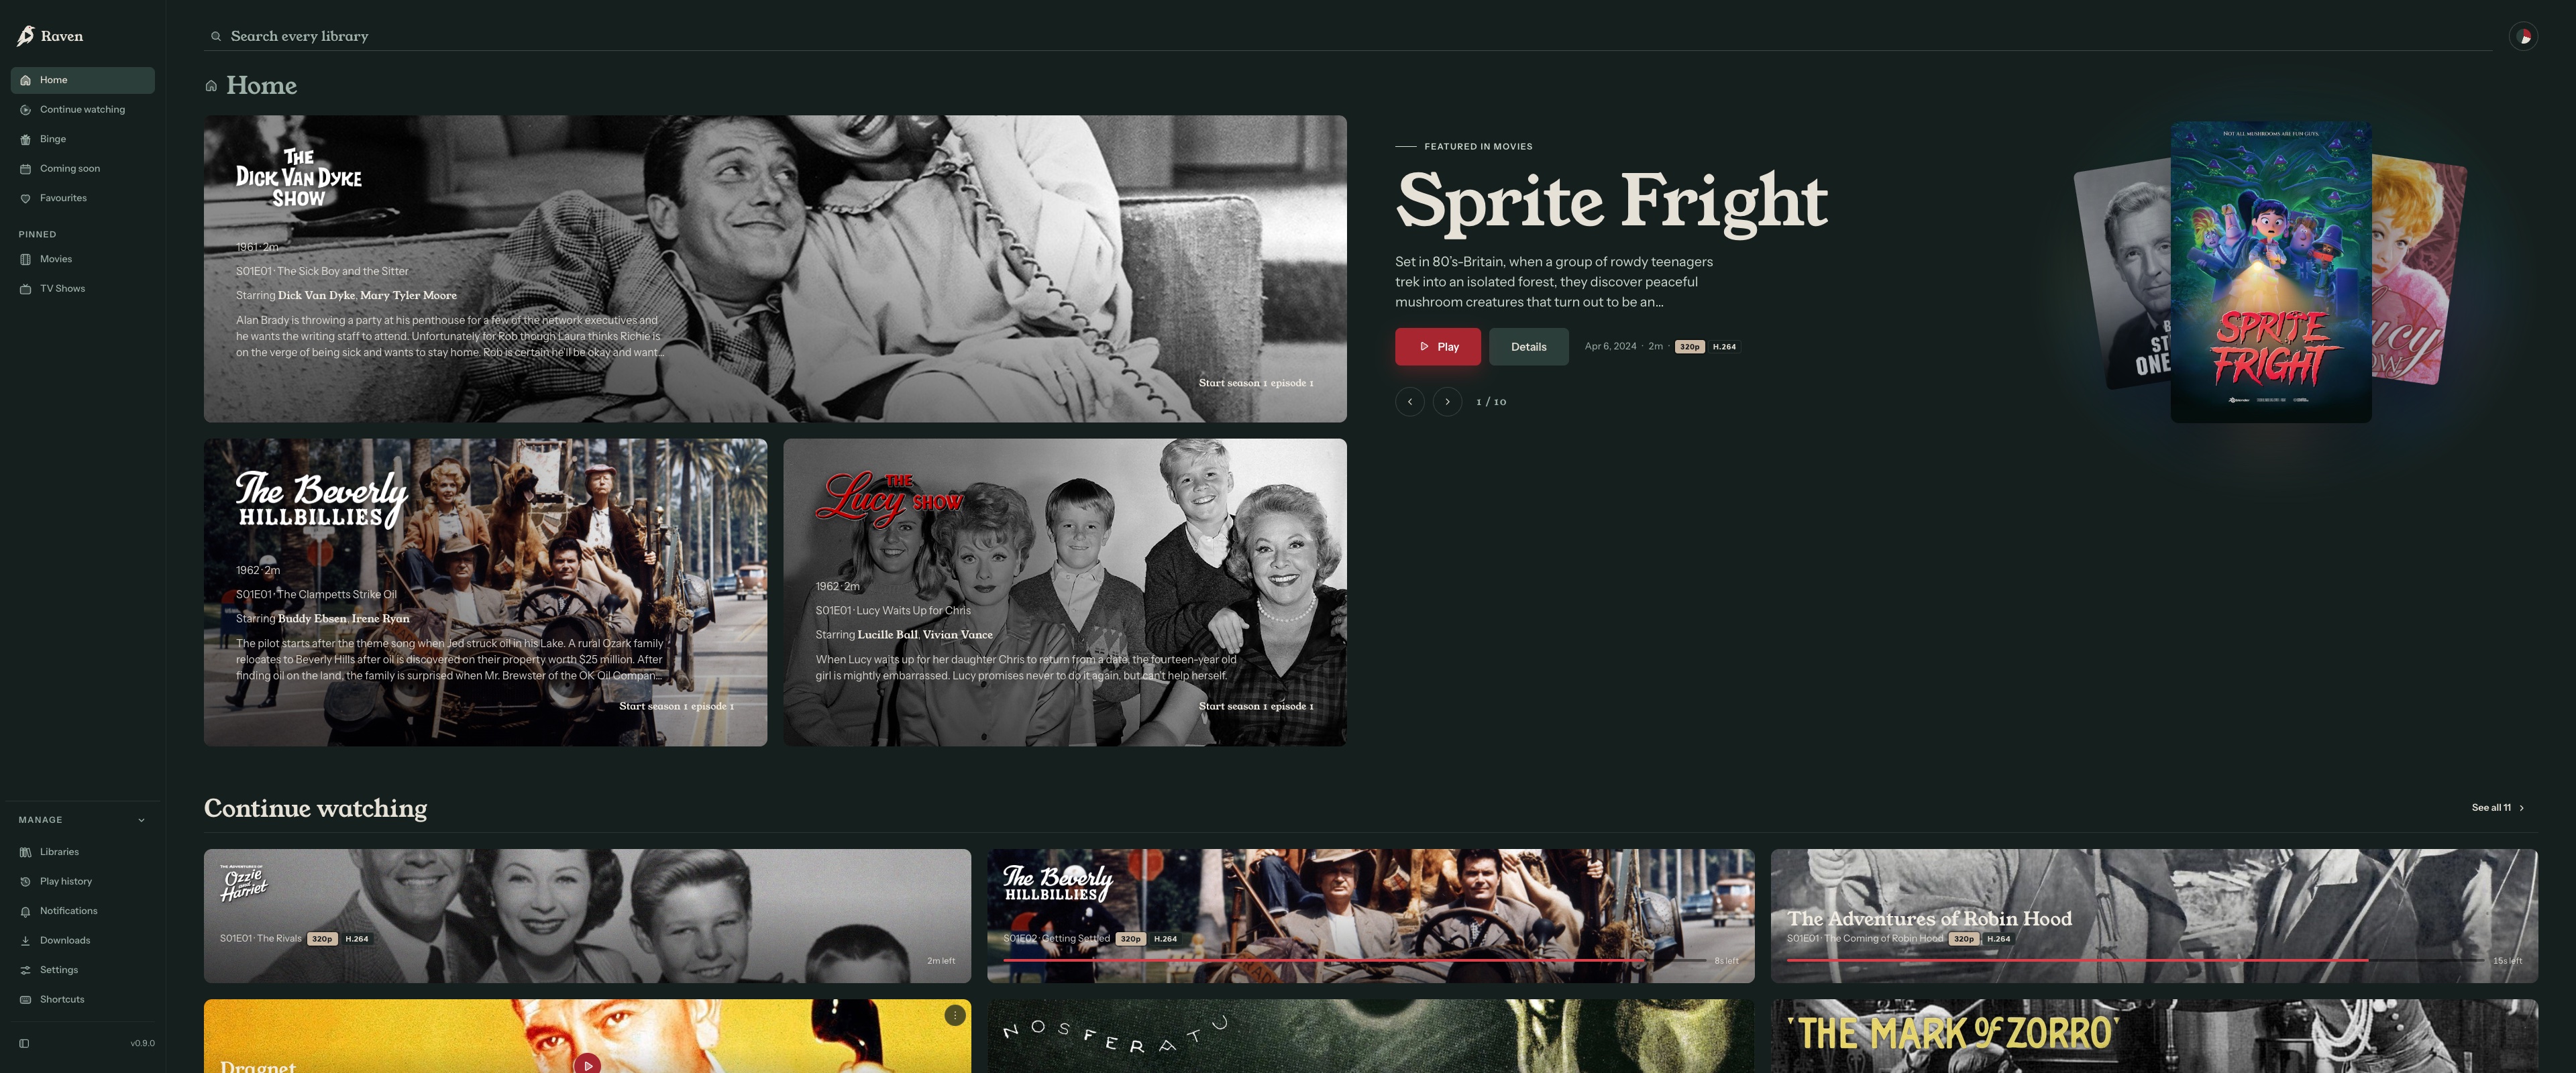 Raven
Search every library
Home
Continue watching
Binge
Coming soon
Favourites
PINNED
Movies
TV Shows
Home
THE
DICK VAN DYKE
SHOW
1961 · 2m
S01E01 · The Sick Boy and the Sitter
Starring Dick Van Dyke, Mary Tyler Moore
Alan Brady is throwing a party at his penthouse for a few of the network executives and
he wants the writing staff to attend. Unfortunately for Rob though Laura thinks Richie is
on the verge of being sick and wants to stay home. Rob is certain he'll be okay and want...
Start season 1 episode 1
FEATURED IN MOVIES
Sprite Fright
Set in 80's-Britain, when a group of rowdy teenagers
trek into an isolated forest, they discover peaceful
mushroom creatures that turn out to be an...
Play
Details
Apr 6, 2024 · 2m · 320p H.264
1 / 10
NOT ALL MUSHROOMS ARE FUN GUYS.
SPRITE
FRIGHT
The Beverly
HILLBILLIES
1962 · 2m
S01E01 · The Clampetts Strike Oil
Starring Buddy Ebsen, Irene Ryan
The pilot starts after the theme song when Jed struck oil in his Lake. A rural Ozark family
relocates to Beverly Hills after oil is discovered on their property worth $25 million. After
finding oil on the land, the family is surprised when Mr. Brewster of the OK Oil Compan...
Start season 1 episode 1
THE
Lucy SHOW
1962 · 2m
S01E01 · Lucy Waits Up for Chris
Starring Lucille Ball, Vivian Vance
When Lucy waits up for her daughter Chris to return from a date, the fourteen-year old
girl is mightly embarrassed. Lucy promises never to do it again, but can't help herself.
Start season 1 episode 1
Continue watching
See all 11
THE ADVENTURES OF
Ozzie
and
Harriet
S01E01 · The Rivals 320p H.264
2m left
The Beverly
HILLBILLIES
S01E02 · Getting Settled 320p H.264
8s left
The Adventures of Robin Hood
S01E01 · The Coming of Robin Hood 320p H.264
15s left
Dragnet
NOSFERATU
'THE MARK OF ZORRO'
MANAGE
Libraries
Play history
Notifications
Downloads
Settings
Shortcuts
v0.9.0